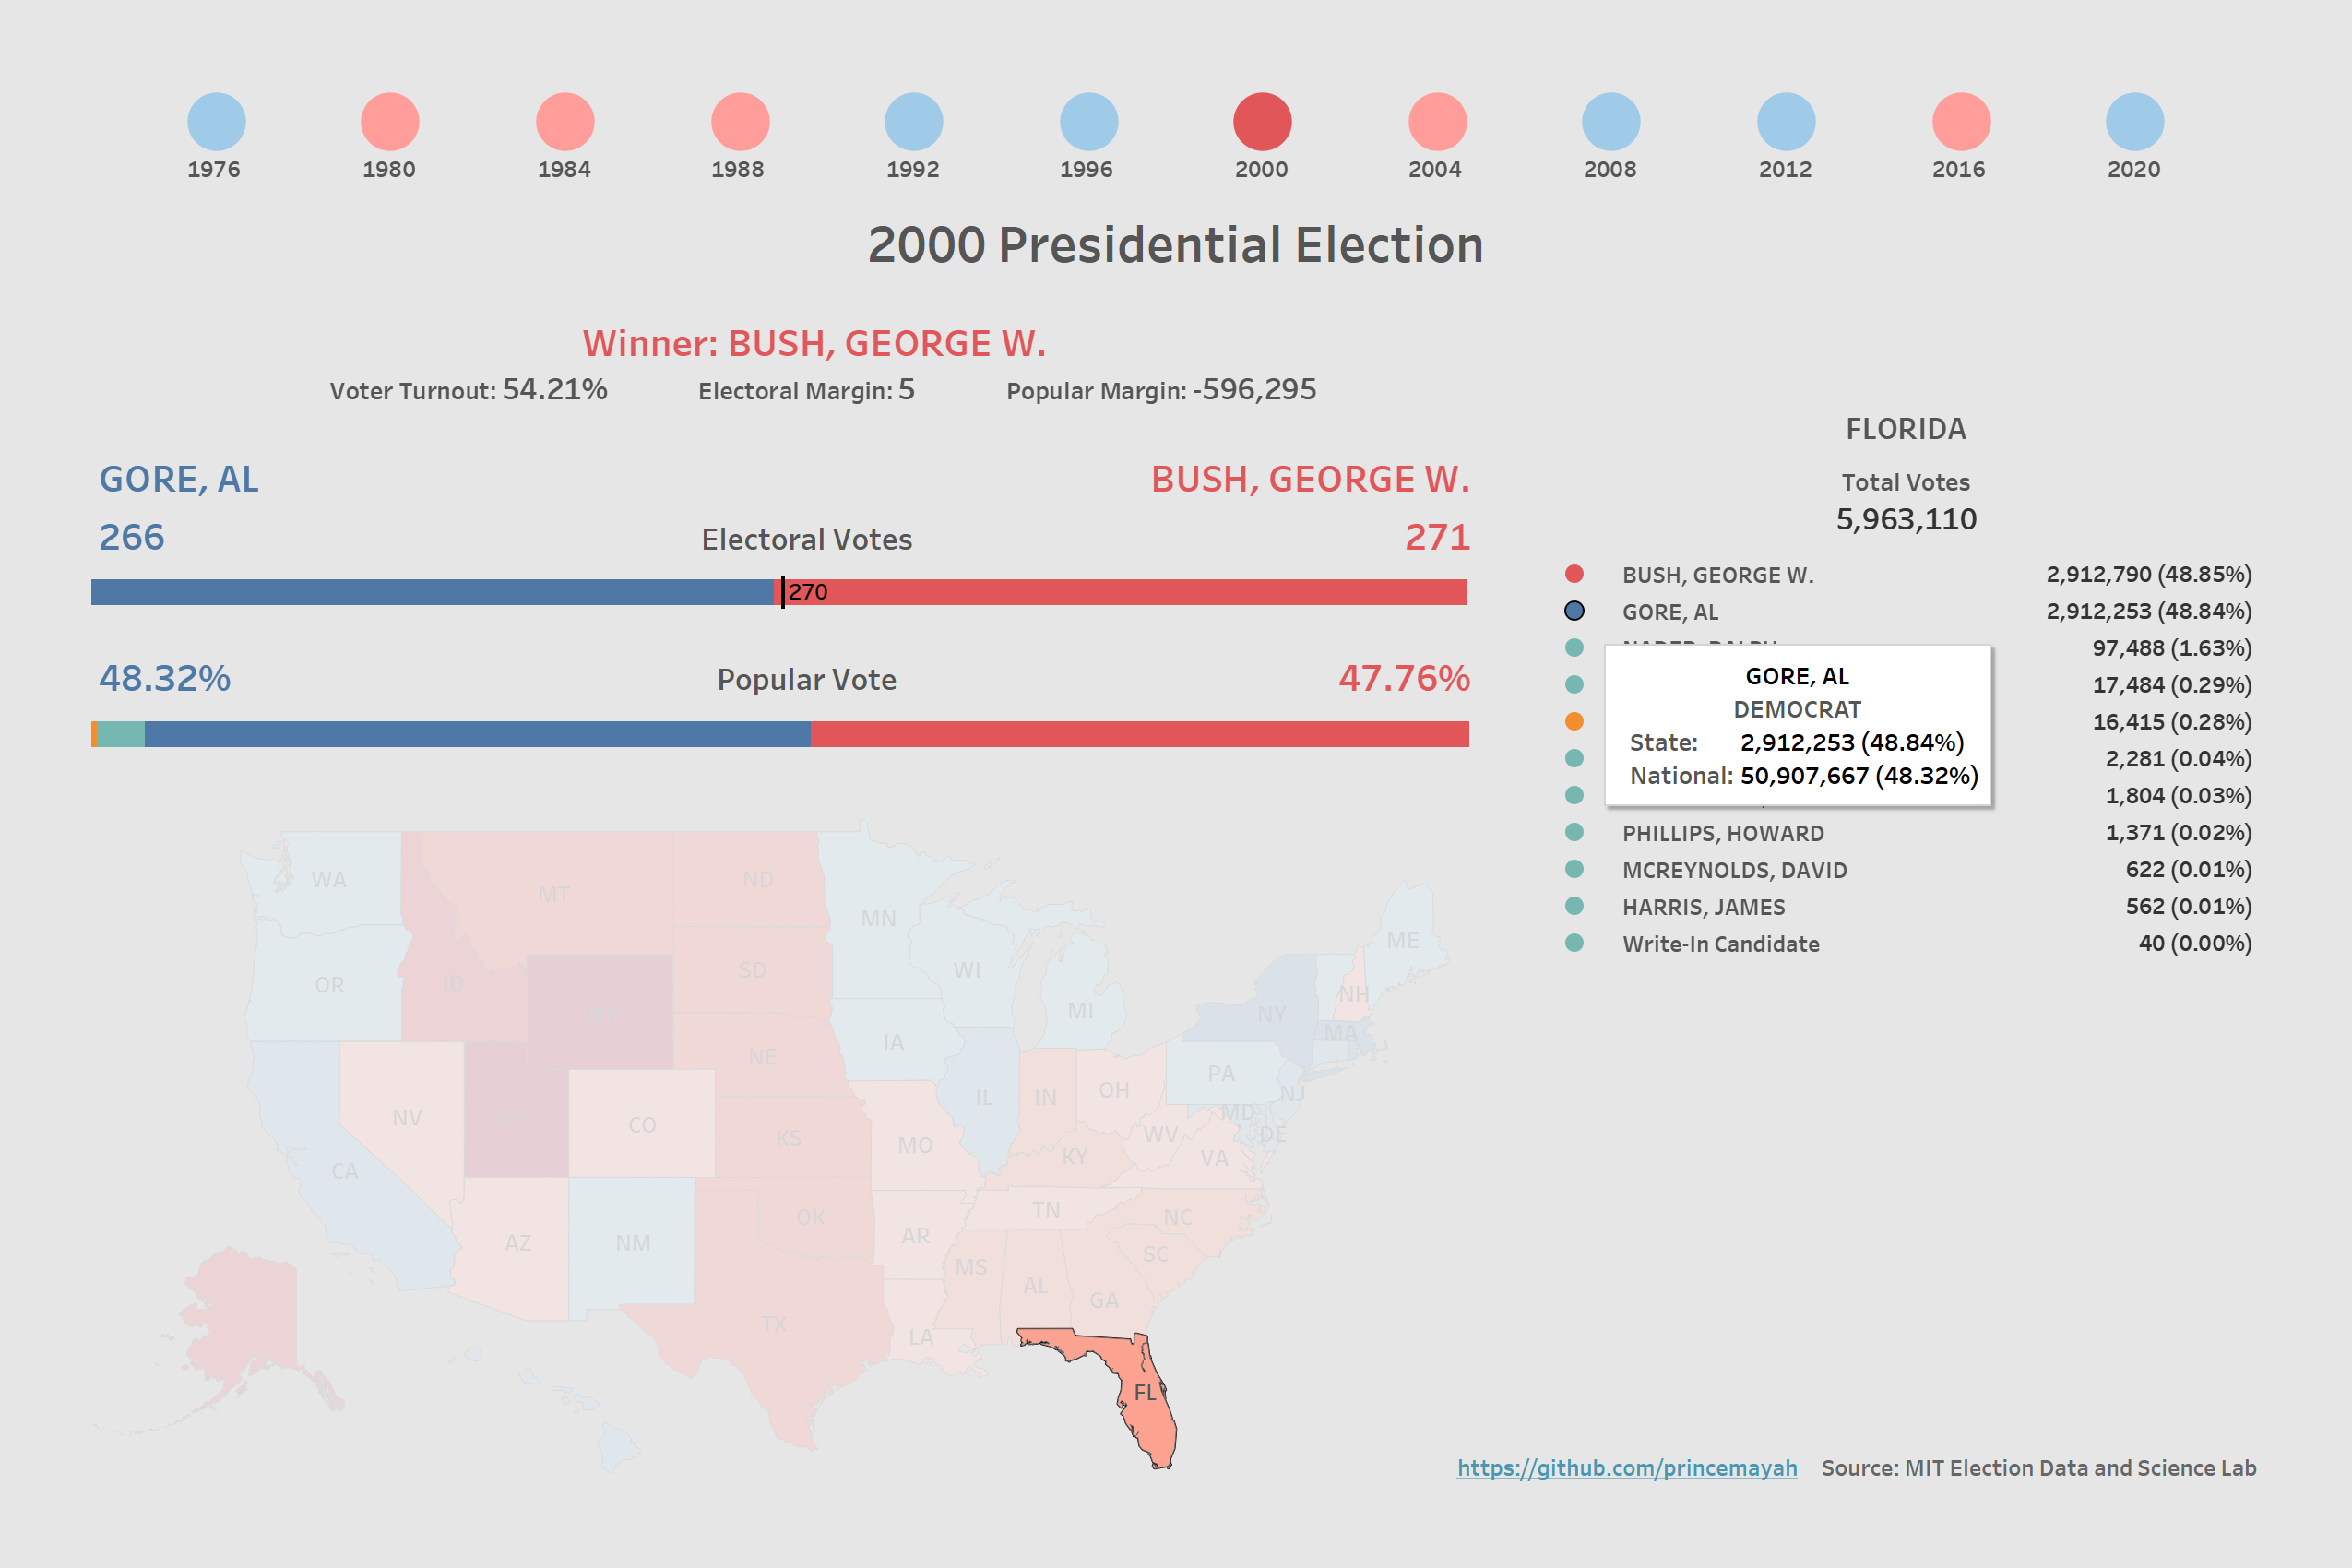 1976 1980 1984 1988 1992 1996 2000 2004 2008 2012 2016 2020
2000 Presidential Election
Winner: BUSH, GEORGE W.
Voter Turnout: 54.21% Electoral Margin: 5 Popular Margin: -596,295
GORE, AL BUSH, GEORGE W.
266 Electoral Votes 271
270
48.32% Popular Vote 47.76%
FLORIDA
Total Votes
5,963,110
BUSH, GEORGE W. 2,912,790 (48.85%)
GORE, AL 2,912,253 (48.84%)
97,488 (1.63%)
17,484 (0.29%)
16,415 (0.28%)
2,281 (0.04%)
1,804 (0.03%)
PHILLIPS, HOWARD 1,371 (0.02%)
MCREYNOLDS, DAVID 622 (0.01%)
HARRIS, JAMES 562 (0.01%)
Write-In Candidate 40 (0.00%)
GORE, AL
DEMOCRAT
State: 2,912,253 (48.84%)
National: 50,907,667 (48.32%)
WA
MT
ND
MN
ME
OR
ID
SD
WI
NH
MI
NY
MA
IA
NE
PA
NJ
IL
IN
OH
MD
NV
CO
KS
MO
WV
DE
CA
KY
VA
TN
NC
OK
AR
AZ
NM
SC
MS
AL
GA
TX
LA
FL
https://github.com/princemayah Source: MIT Election Data and Science Lab